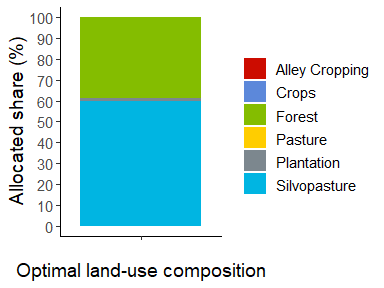 Allocated share (%)
100
90
80
70
60
50
40
30
20
10
0
Alley Cropping
Crops
Forest
Pasture
Plantation
Silvopasture
Optimal land-use composition